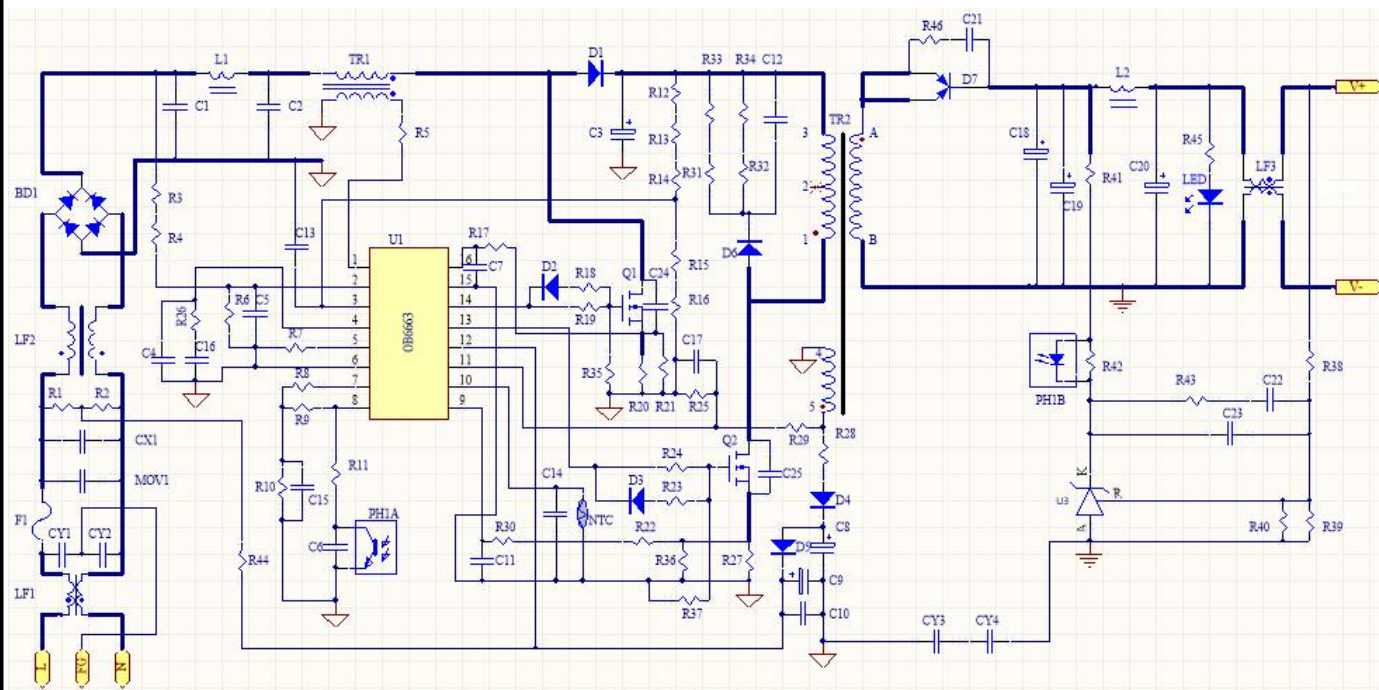 R46 C21
L1 TR1 D1 R33 R34 C12 D7 L2
V+
C1 C2 R5 C3 R12 R13 R14 R31 R32 TR2 3 A C18 C19 R41 C20 R45 LED LF3
BD1 R3 R4 2
C13 U1 R17 C7 D6 1 B
1 16
2 15
3 14
4 13
5 12
6 11
7 10
8 9
OB6663
D2 R18 Q1 C24 R15
R19 R16
V-
R26 R6 C5
LF2 C4 C16 R7 C17 4 PH1B R42 R38
R1 R2 R8 R35 R20 R21 R25 5 R43 C22
R9 R29 R28 C23
CX1 R11 Q2
MOV1 R10 C15 C14 R24 C25 K
F1 PH1A NTC D3 R23 D4 U3 R
CY1 CY2 C6 R30 R22 C8 A R40 R39
R44 C11 R36 R27 D5 C9
LF1 R37 C10
CY3 CY4
L FG N